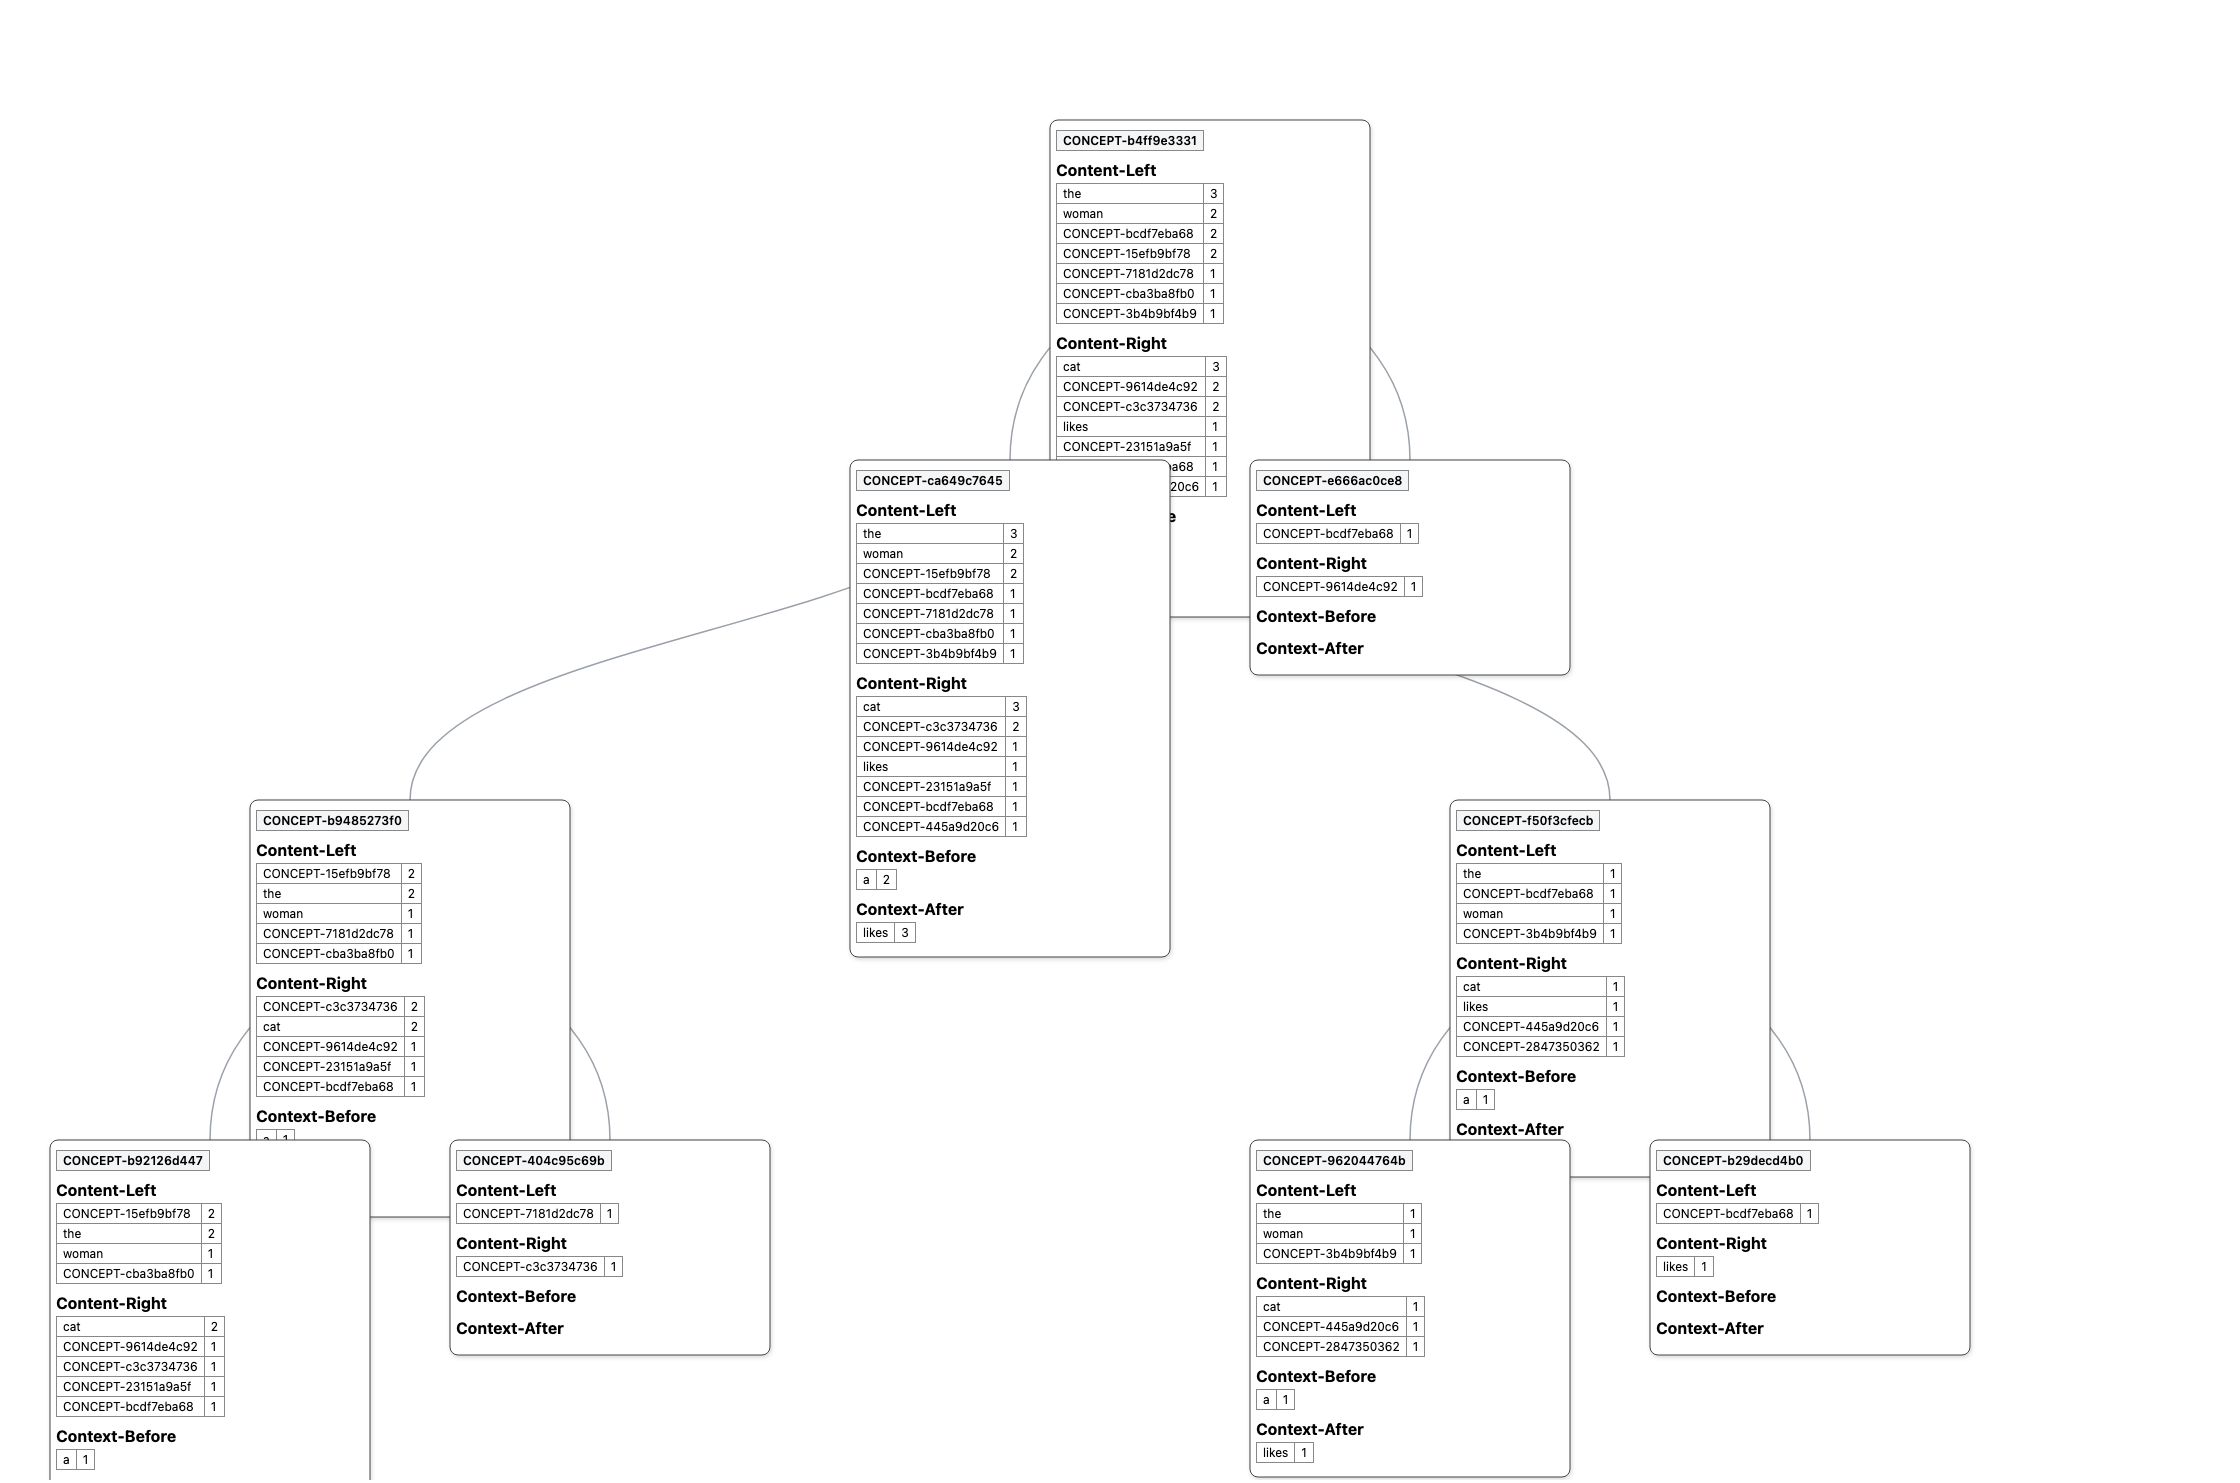 CONCEPT-b4ff9e3331
Content-Left
the 3
woman 2
CONCEPT-bcdf7eba68 2
CONCEPT-15efb9bf78 2
CONCEPT-7181d2dc78 1
CONCEPT-cba3ba8fb0 1
CONCEPT-3b4b9bf4b9 1
Content-Right
cat 3
CONCEPT-9614de4c92 2
CONCEPT-c3c3734736 2
likes 1
CONCEPT-23151a9a5f 1
a68 1
20c6 1
e
CONCEPT-ca649c7645
Content-Left
the 3
woman 2
CONCEPT-15efb9bf78 2
CONCEPT-bcdf7eba68 1
CONCEPT-7181d2dc78 1
CONCEPT-cba3ba8fb0 1
CONCEPT-3b4b9bf4b9 1
Content-Right
cat 3
CONCEPT-c3c3734736 2
CONCEPT-9614de4c92 1
likes 1
CONCEPT-23151a9a5f 1
CONCEPT-bcdf7eba68 1
CONCEPT-445a9d20c6 1
Context-Before
a 2
Context-After
likes 3
CONCEPT-e666ac0ce8
Content-Left
CONCEPT-bcdf7eba68 1
Content-Right
CONCEPT-9614de4c92 1
Context-Before
Context-After
CONCEPT-b9485273f0
Content-Left
CONCEPT-15efb9bf78 2
the 2
woman 1
CONCEPT-7181d2dc78 1
CONCEPT-cba3ba8fb0 1
Content-Right
CONCEPT-c3c3734736 2
cat 2
CONCEPT-9614de4c92 1
CONCEPT-23151a9a5f 1
CONCEPT-bcdf7eba68 1
Context-Before
a 1
CONCEPT-f50f3cfecb
Content-Left
the 1
CONCEPT-bcdf7eba68 1
woman 1
CONCEPT-3b4b9bf4b9 1
Content-Right
cat 1
likes 1
CONCEPT-445a9d20c6 1
CONCEPT-2847350362 1
Context-Before
a 1
Context-After
CONCEPT-b92126d447
Content-Left
CONCEPT-15efb9bf78 2
the 2
woman 1
CONCEPT-cba3ba8fb0 1
Content-Right
cat 2
CONCEPT-9614de4c92 1
CONCEPT-c3c3734736 1
CONCEPT-23151a9a5f 1
CONCEPT-bcdf7eba68 1
Context-Before
a 1
CONCEPT-404c95c69b
Content-Left
CONCEPT-7181d2dc78 1
Content-Right
CONCEPT-c3c3734736 1
Context-Before
Context-After
CONCEPT-962044764b
Content-Left
the 1
woman 1
CONCEPT-3b4b9bf4b9 1
Content-Right
cat 1
CONCEPT-445a9d20c6 1
CONCEPT-2847350362 1
Context-Before
a 1
Context-After
likes 1
CONCEPT-b29decd4b0
Content-Left
CONCEPT-bcdf7eba68 1
Content-Right
likes 1
Context-Before
Context-After